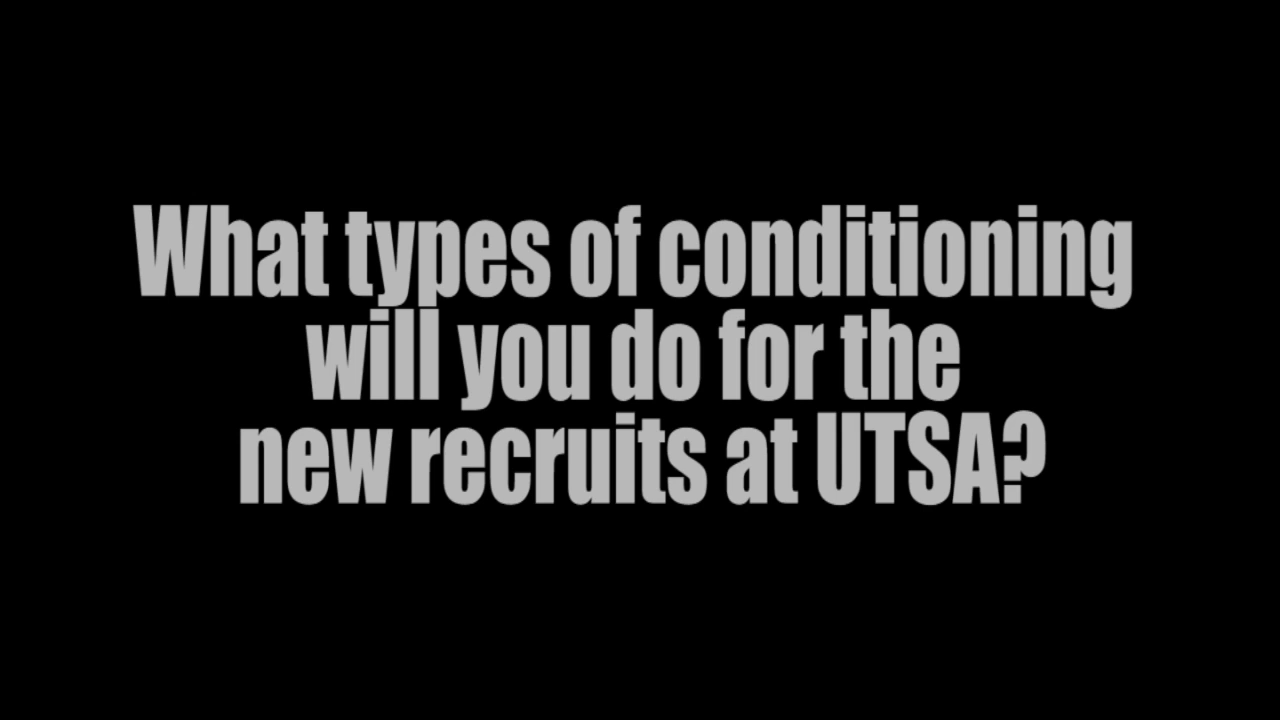 What types of conditioning
will you do for the
new recruits at UTSA?